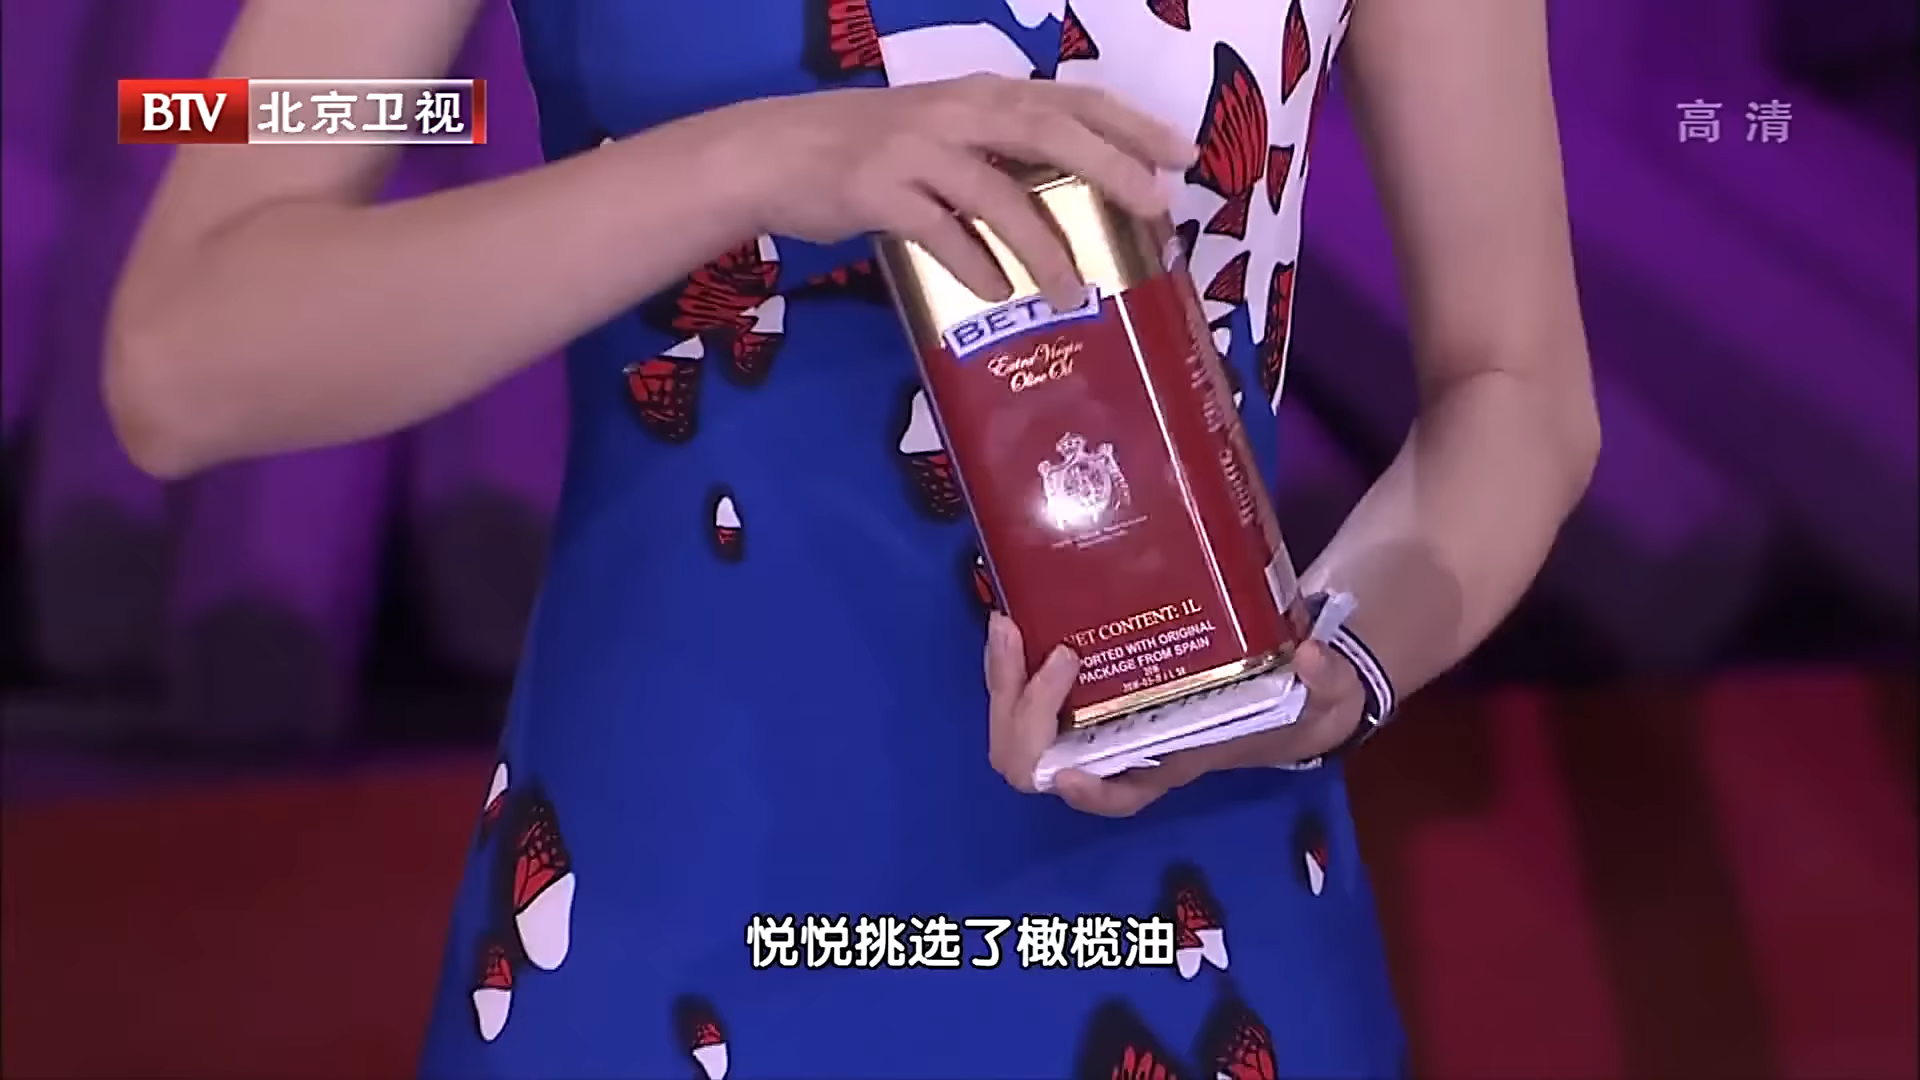 BTV 北京卫视
高清
Extra Virgin
Olive Oil
NET CONTENT: 1L
PORTED WITH ORIGINAL
PACKAGE FROM SPAIN
悦悦挑选了橄榄油